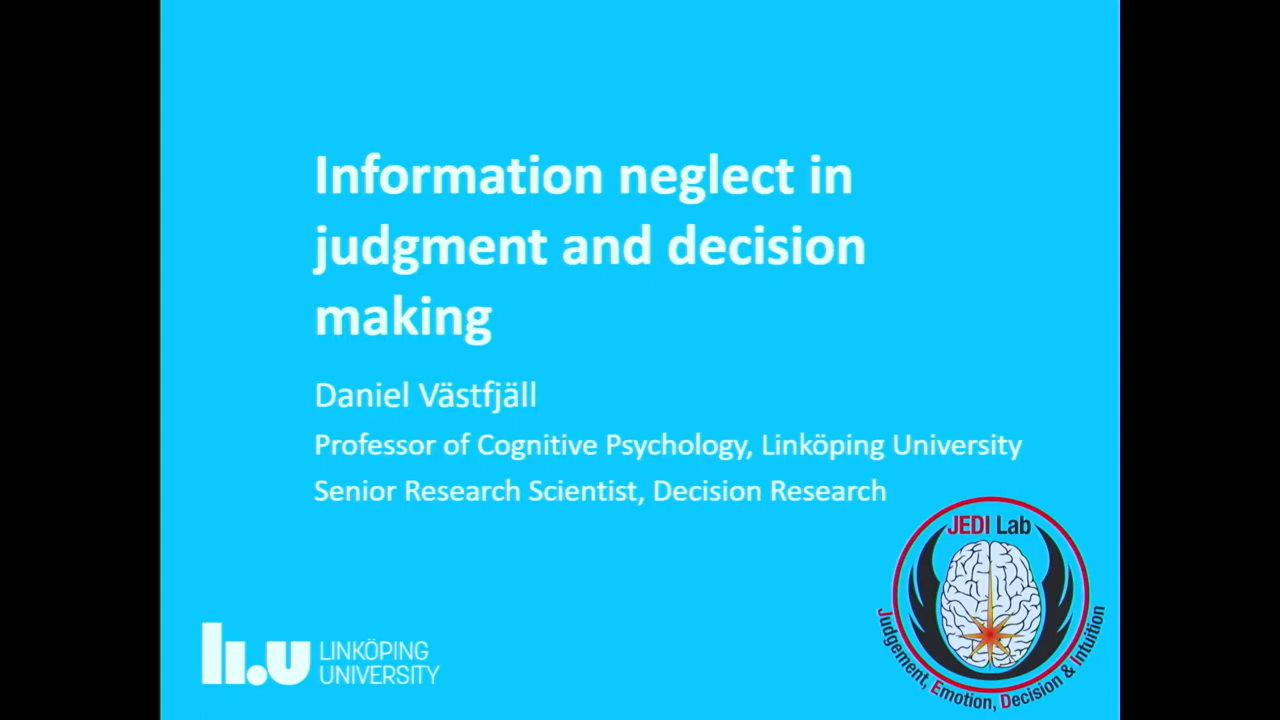 Information neglect in
judgment and decision
making
Daniel Västfjäll
Professor of Cognitive Psychology, Linköping University
Senior Research Scientist, Decision Research
JEDI Lab
Judgement, Emotion, Decision & Intuition
li.u LINKÖPING
UNIVERSITY